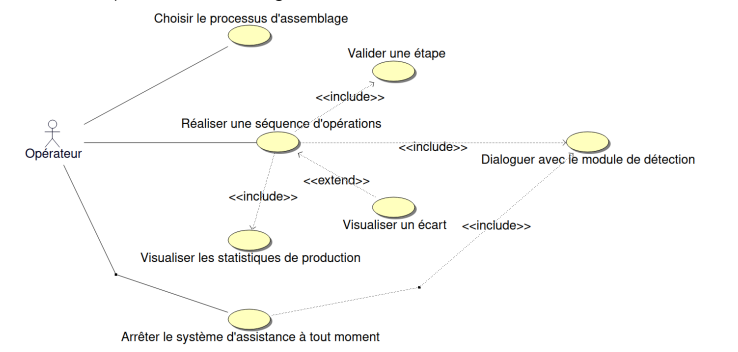 Choisir le processus d'assemblage
Valider une étape
<<include>>
Réaliser une séquence d'opérations
Opérateur
<<include>>
Dialoguer avec le module de détection
<<extend>>
<<include>>
Visualiser un écart
<<include>>
Visualiser les statistiques de production
Arrêter le système d'assistance à tout moment